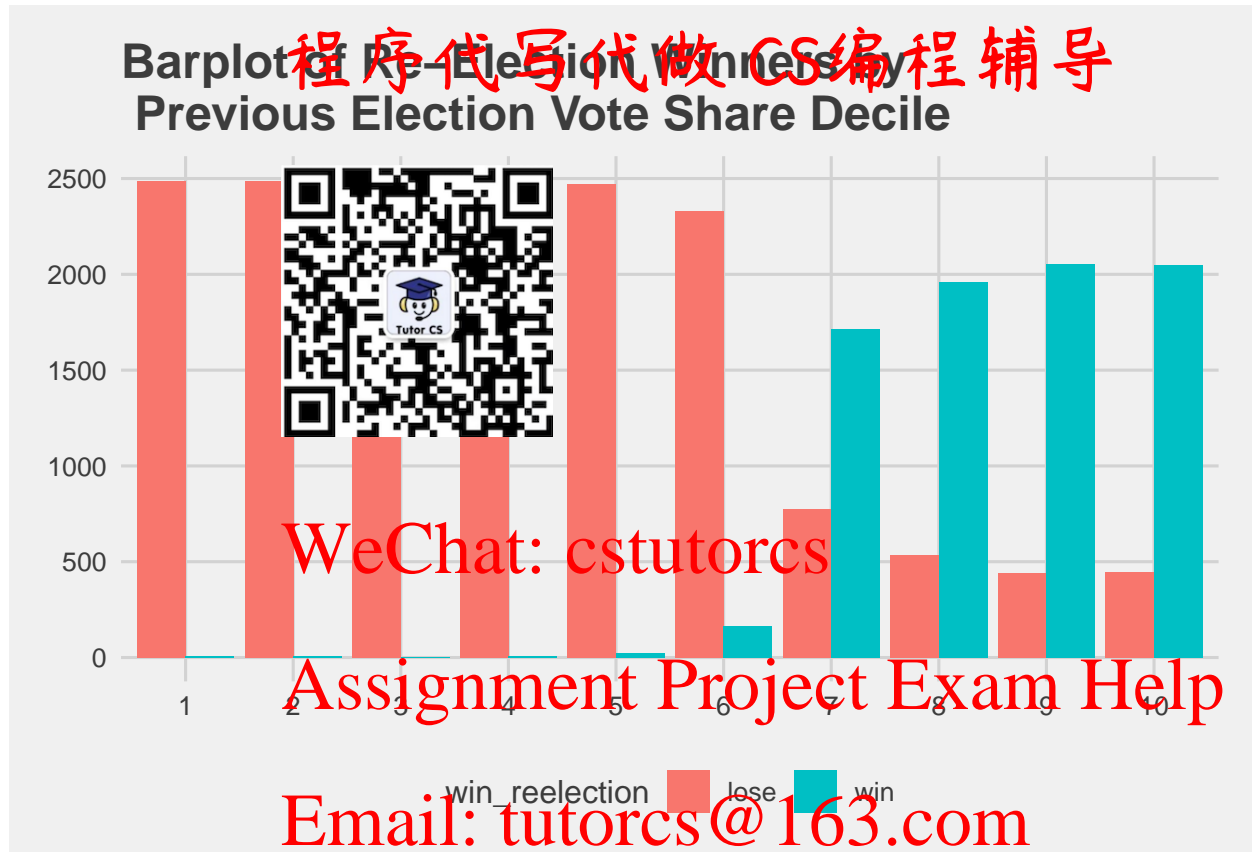 程序代写代做 CS编程辅导
Barplot of Re–Election Winners by
Previous Election Vote Share Decile
2500
2000
1500
1000
500
0
Tutor CS
WeChat: cstutorcs
Assignment Project Exam Help
1 2 3 4 5 6 7 8 9 10
win_reelection lose win
Email: tutorcs@163.com